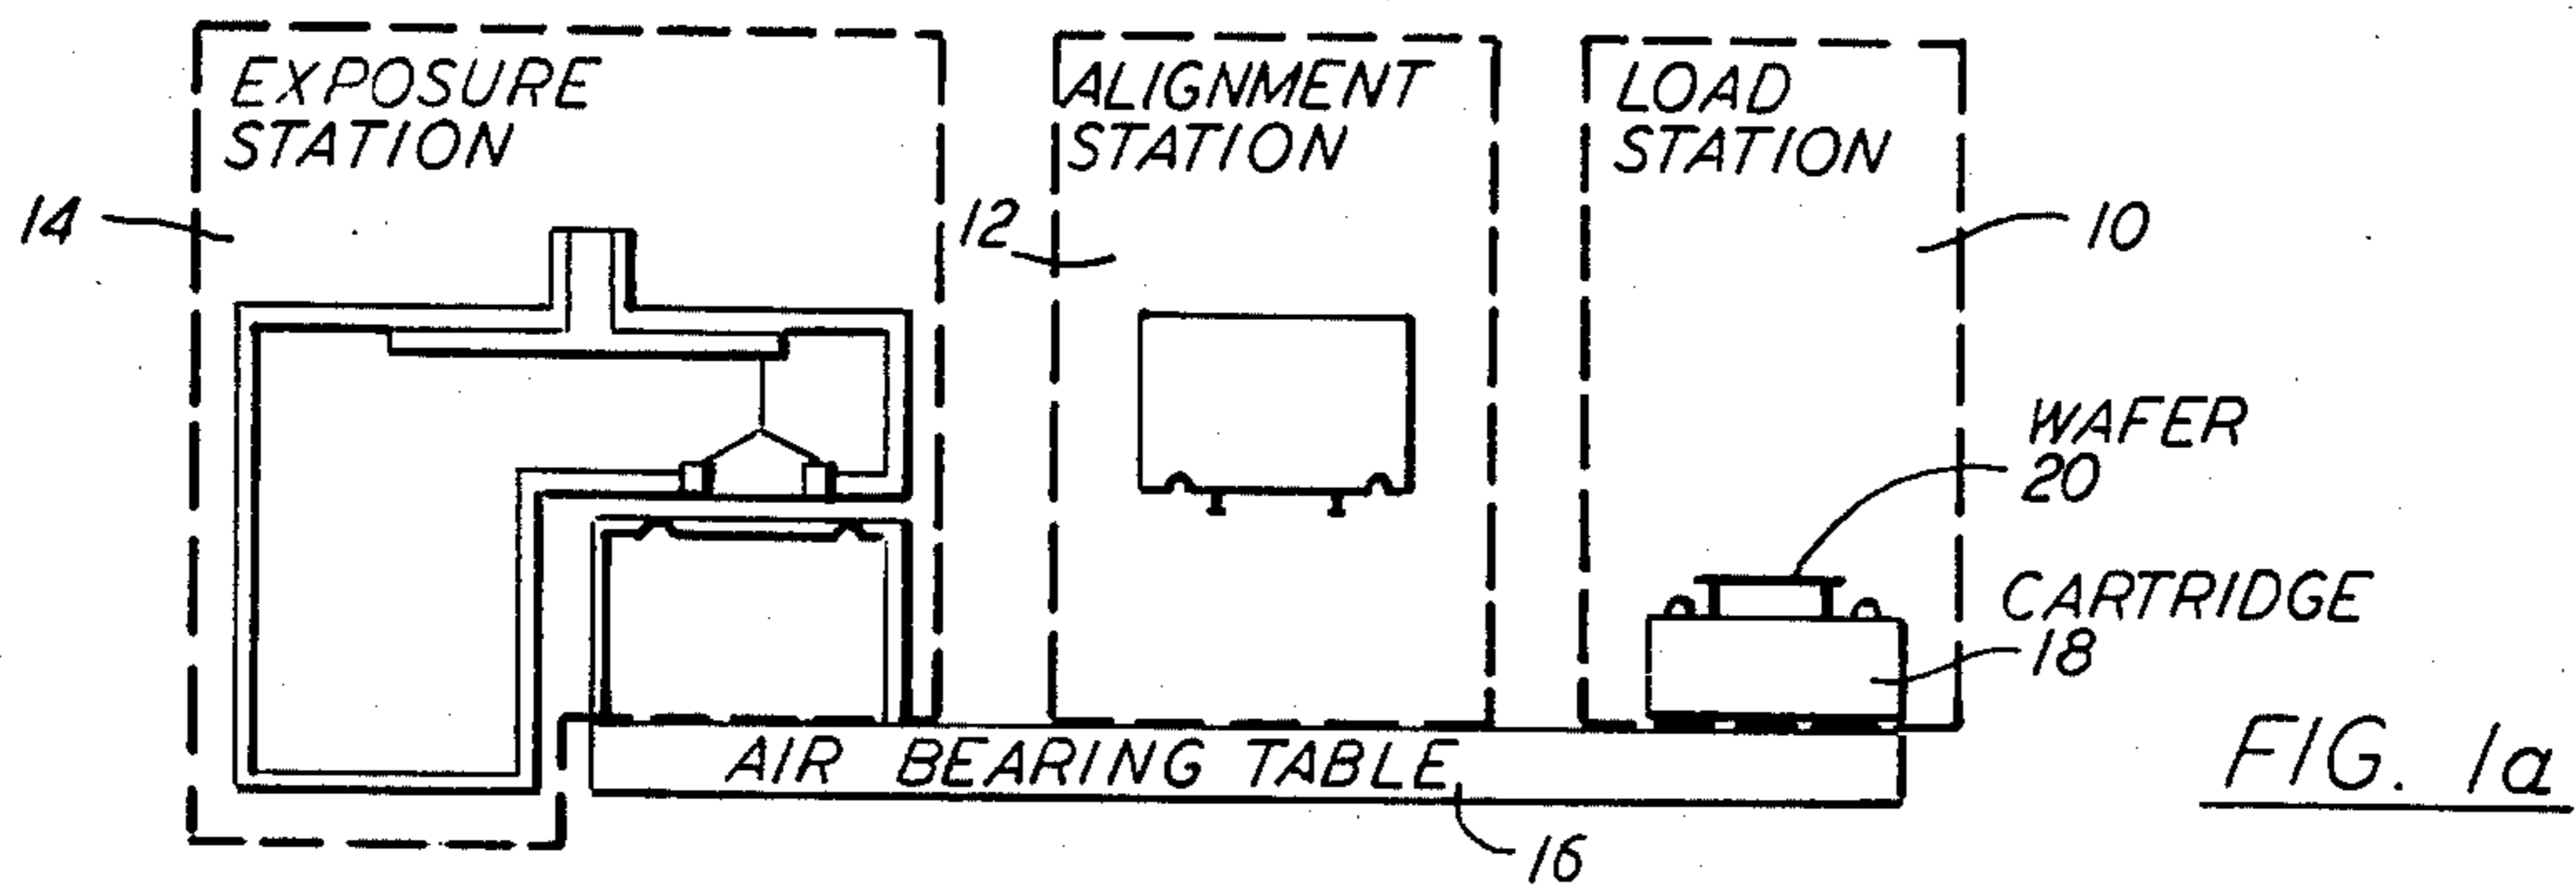 EXPOSURE
STATION
ALIGNMENT
STATION
LOAD
STATION
14
12
10
WAFER
20
CARTRIDGE
18
AIR BEARING TABLE
16
FIG. 1a